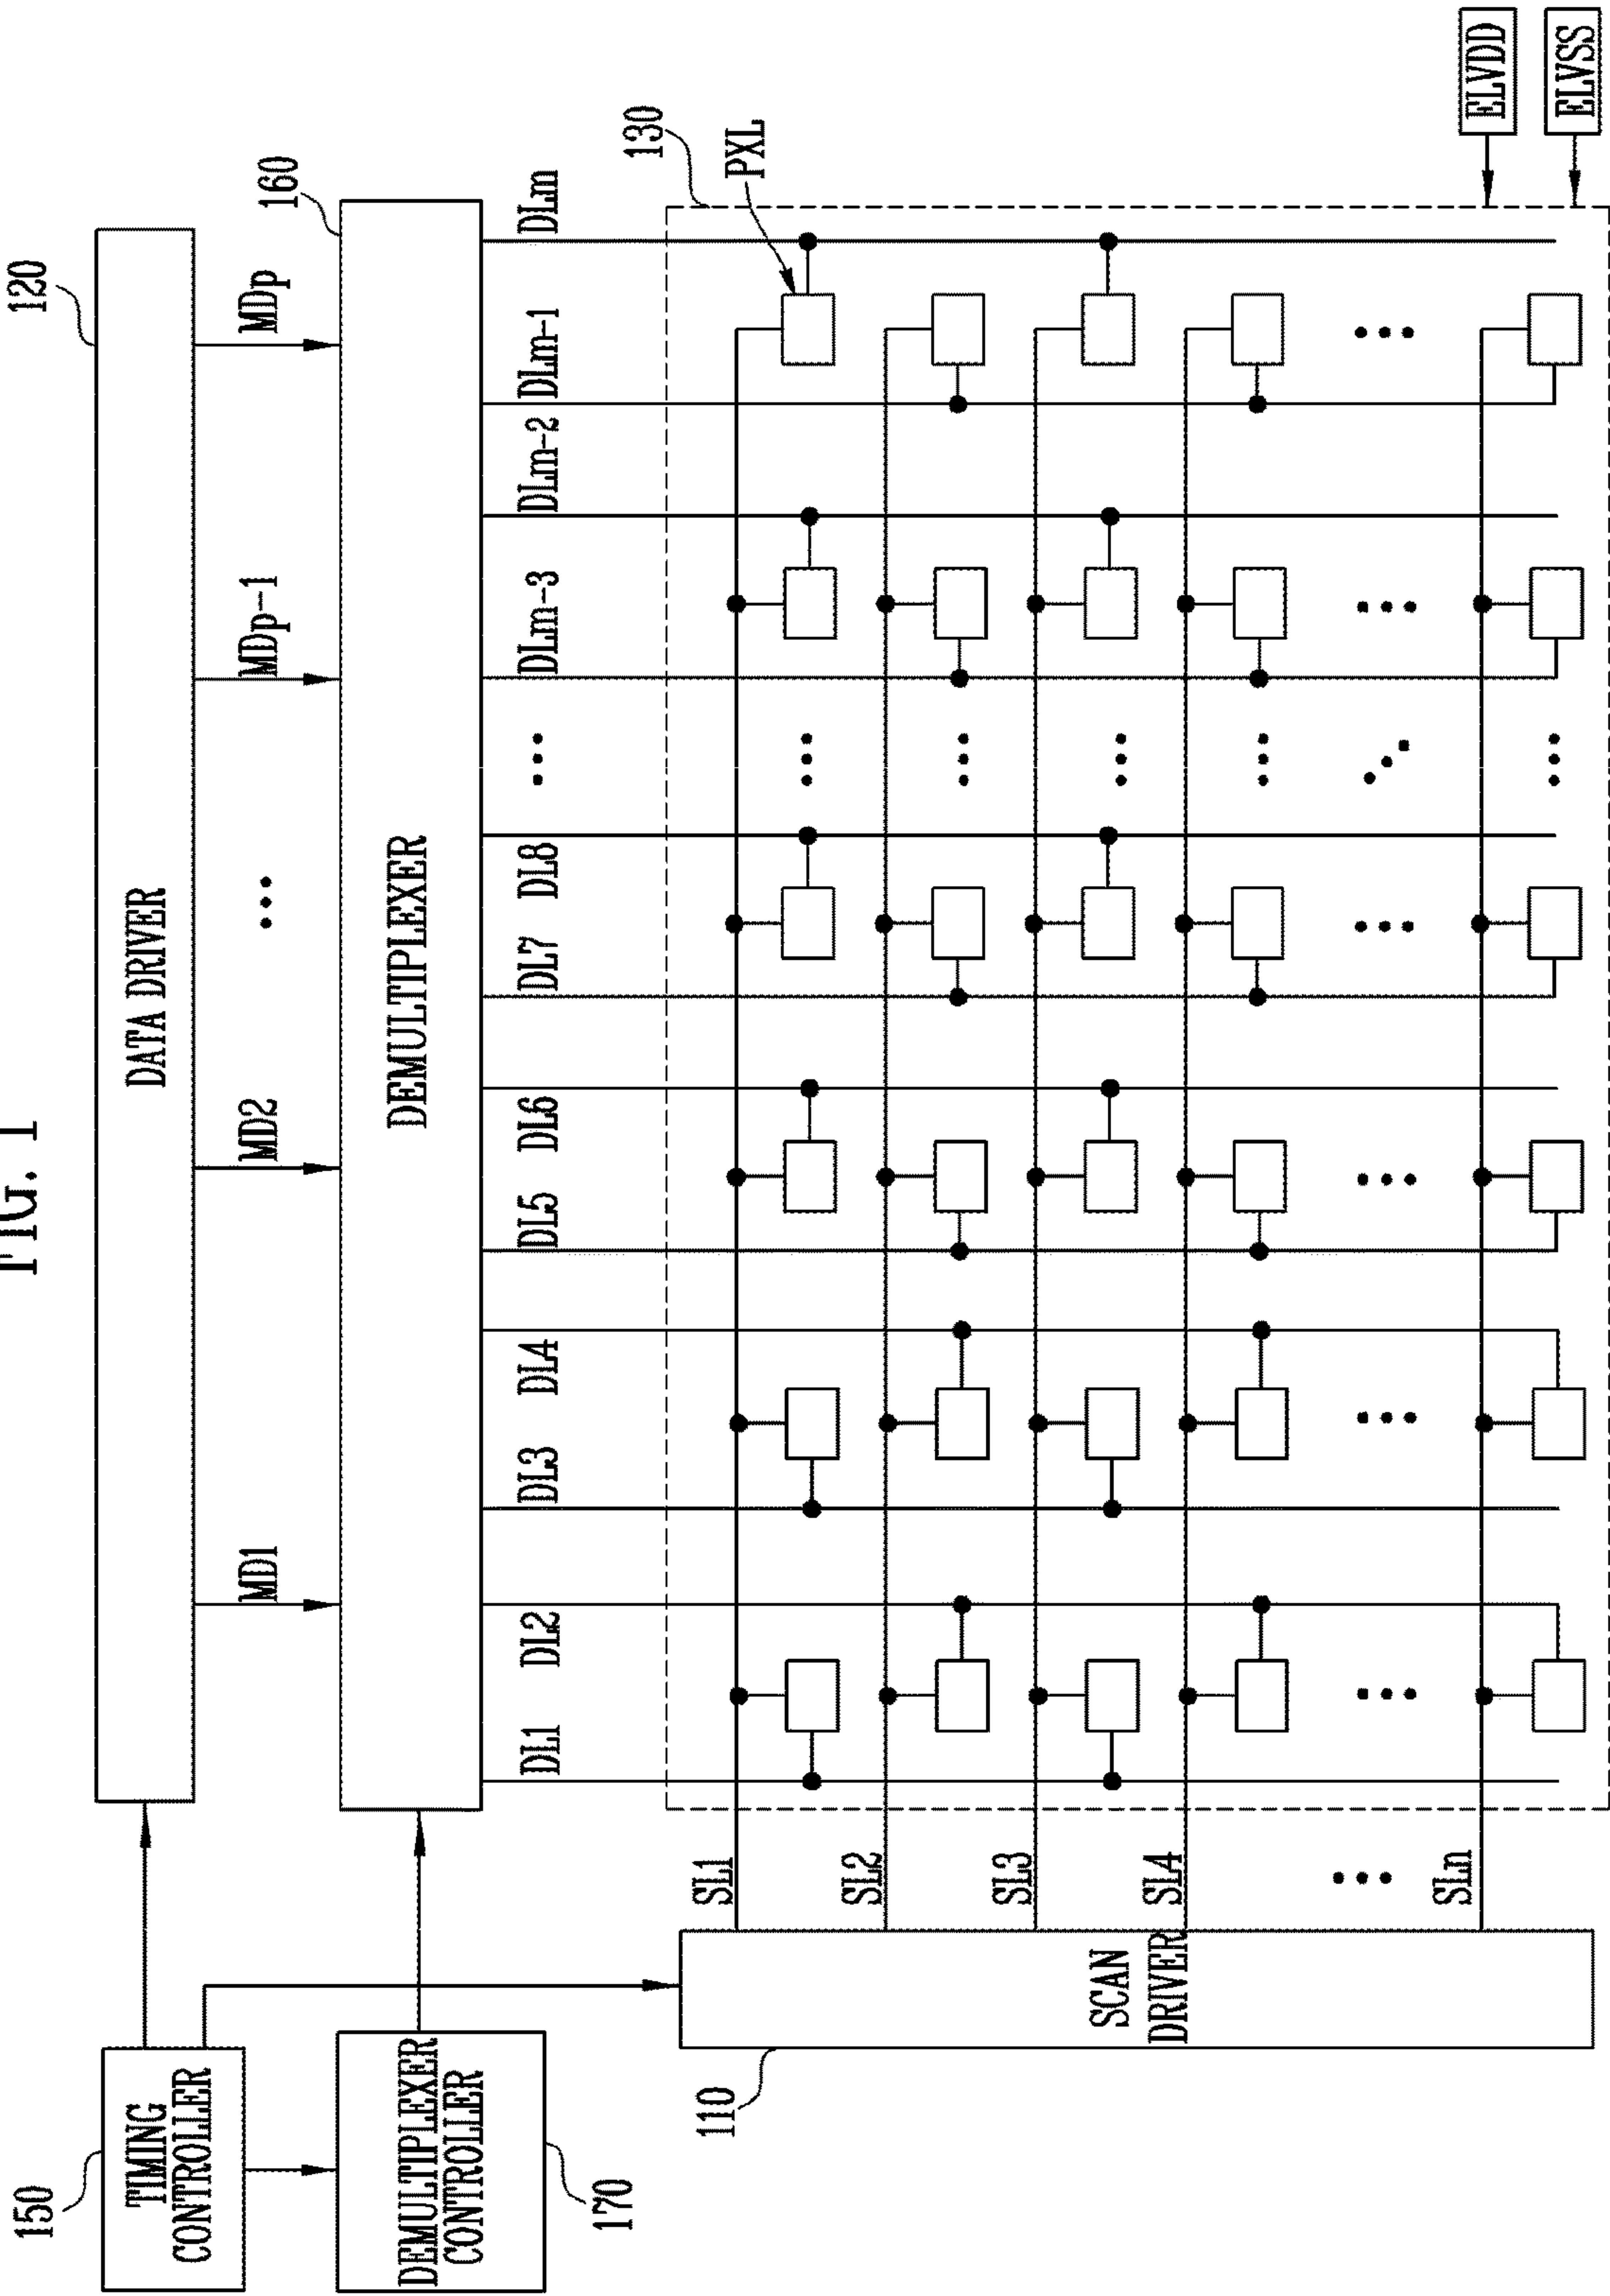 FIG. 1
120
DATA DRIVER
150
TIMING
CONTROLLER
MD1
MD2
•••
MDp-1
MDp
160
DEMULTIPLEXER
DEMULTIPLEXER
CONTROLLER
170
DL1
DL2
DL3
DL4
DL5
DL6
DL7
DL8
•••
DLm-3
DLm-2
DLm-1
DLm
130
PXL
SL1
SL2
SL3
SL4
•••
SLn
110
SCAN
DRIVER
ELVDD
ELVSS